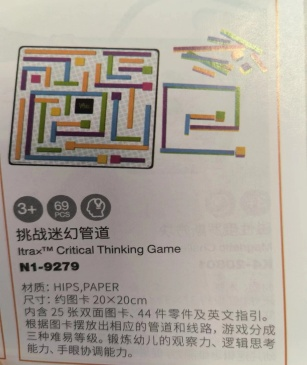 3+
69
PCS
挑战迷幻管道
Itrax™ Critical Thinking Game
N1-9279
材质：HIPS,PAPER
尺寸：约图卡 20×20cm
内含 25 张双面图卡、44 件零件及英文指引。
根据图卡摆放出相应的管道和线路，游戏分成
三种难易等级。锻炼幼儿的观察力、逻辑思考
能力、手眼协调能力。